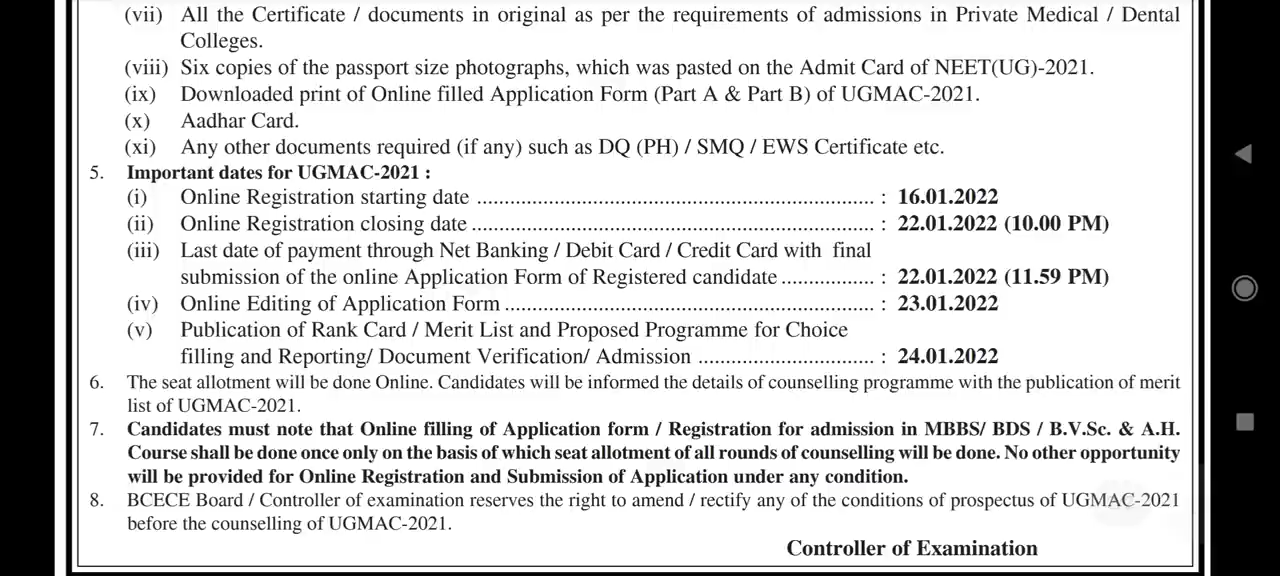 (vii) All the Certificate / documents in original as per the requirements of admissions in Private Medical / Dental
Colleges.
(viii) Six copies of the passport size photographs, which was pasted on the Admit Card of NEET(UG)-2021.
(ix) Downloaded print of Online filled Application Form (Part A & Part B) of UGMAC-2021.
(x) Aadhar Card.
(xi) Any other documents required (if any) such as DQ (PH) / SMQ / EWS Certificate etc.
5. Important dates for UGMAC-2021 :
(i) Online Registration starting date ........................................................................ : 16.01.2022
(ii) Online Registration closing date ......................................................................... : 22.01.2022 (10.00 PM)
(iii) Last date of payment through Net Banking / Debit Card / Credit Card with final
submission of the online Application Form of Registered candidate ................. : 22.01.2022 (11.59 PM)
(iv) Online Editing of Application Form ................................................................... : 23.01.2022
(v) Publication of Rank Card / Merit List and Proposed Programme for Choice
filling and Reporting/ Document Verification/ Admission ................................ : 24.01.2022
6. The seat allotment will be done Online. Candidates will be informed the details of counselling programme with the publication of merit
list of UGMAC-2021.
7. Candidates must note that Online filling of Application form / Registration for admission in MBBS/ BDS / B.V.Sc. & A.H.
Course shall be done once only on the basis of which seat allotment of all rounds of counselling will be done. No other opportunity
will be provided for Online Registration and Submission of Application under any condition.
8. BCECE Board / Controller of examination reserves the right to amend / rectify any of the conditions of prospectus of UGMAC-2021
before the counselling of UGMAC-2021.
Controller of Examination